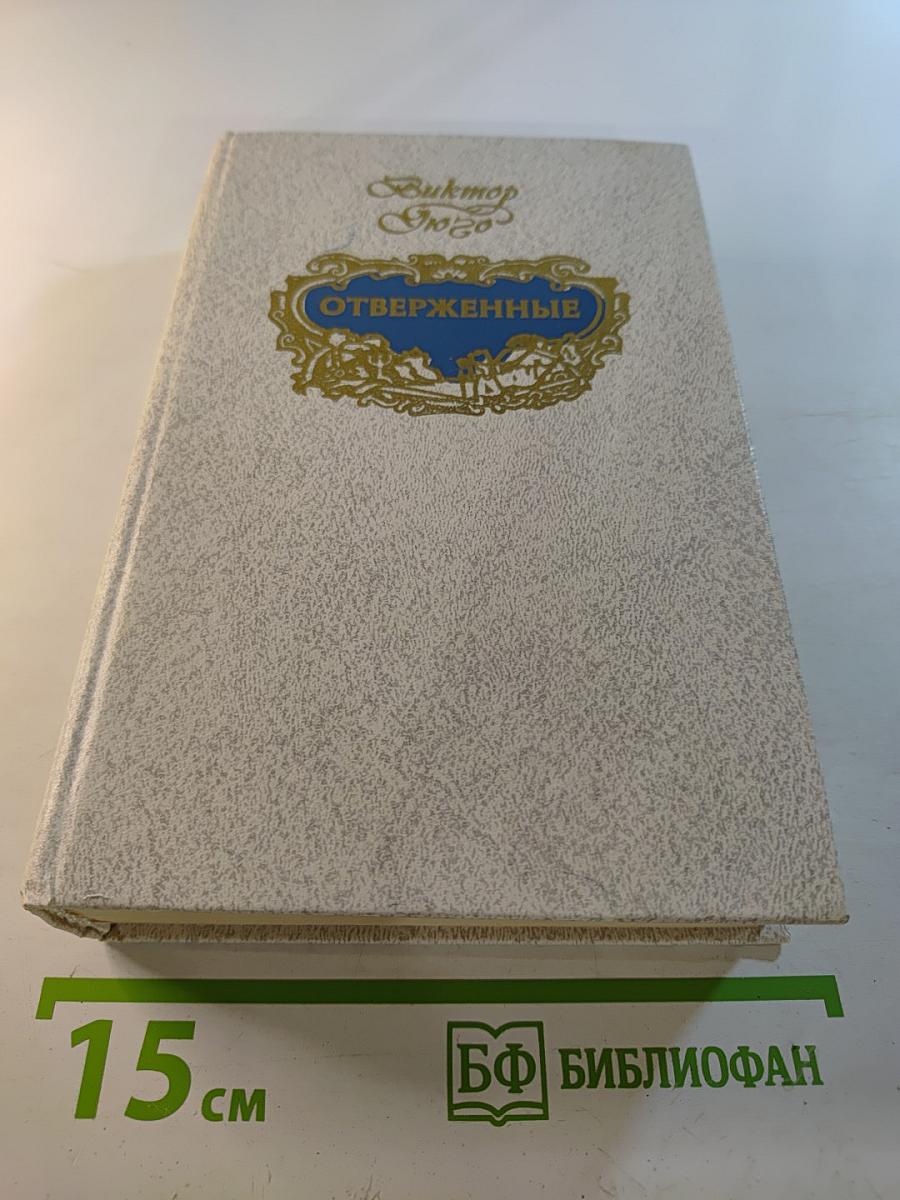 Виктор
Гюго
ОТВЕРЖЕННЫЕ
15 см
БФ БИБЛИОФАН